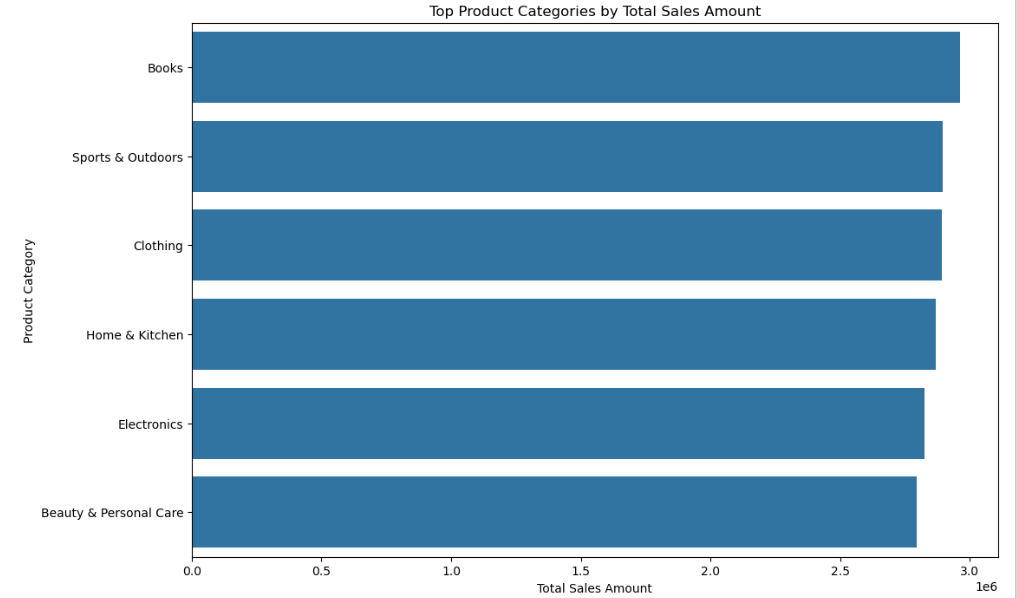 Top Product Categories by Total Sales Amount
Books
Sports & Outdoors
Clothing
Home & Kitchen
Electronics
Beauty & Personal Care
Product Category
0.0 0.5 1.0 1.5 2.0 2.5 3.0
1e6
Total Sales Amount